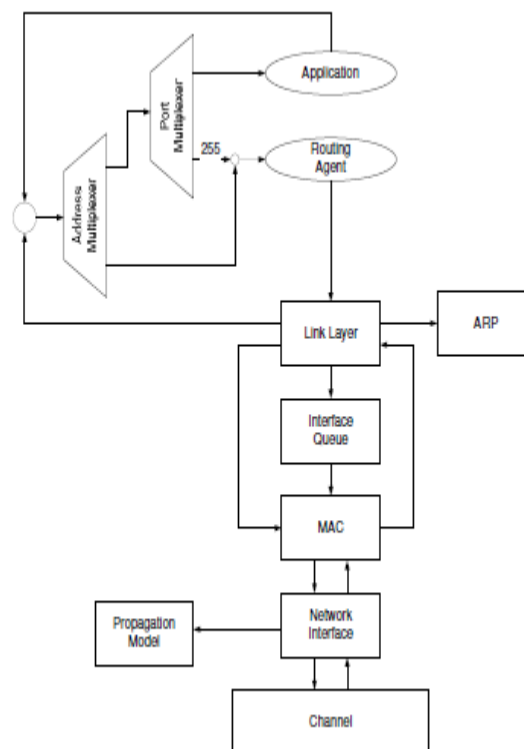 Application
Port
Multiplexer
255
Routing
Agent
Address
Multiplexer
Link Layer
ARP
Interface
Queue
MAC
Propagation
Model
Network
Interface
Channel